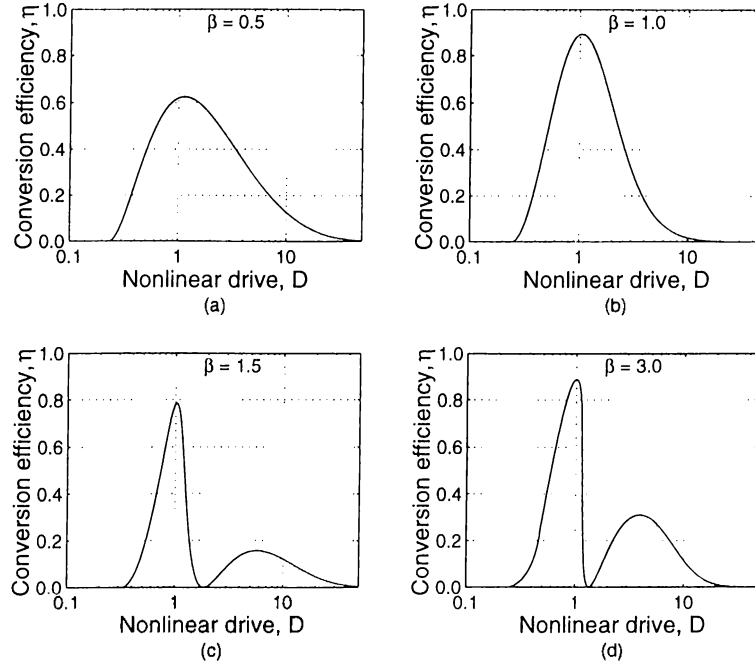 Conversion efficiency, η
1.0
0.8
0.6
0.4
0.2
0.0
β = 0.5
0.1
1
10
Nonlinear drive, D
(a)
Conversion efficiency, η
1.0
0.8
0.6
0.4
0.2
0.0
β = 1.0
0.1
1
10
Nonlinear drive, D
(b)
Conversion efficiency, η
1.0
0.8
0.6
0.4
0.2
0.0
β = 1.5
0.1
1
10
Nonlinear drive, D
(c)
Conversion efficiency, η
1.0
0.8
0.6
0.4
0.2
0.0
β = 3.0
0.1
1
10
Nonlinear drive, D
(d)